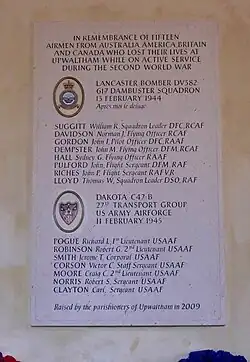 IN REMEMBRANCE OF FIFTEEN
AIRMEN FROM AUSTRALIA, AMERICA, BRITAIN
AND CANADA WHO LOST THEIR LIVES AT
UPWALTHAM WHILE ON ACTIVE SERVICE
DURING THE SECOND WORLD WAR
LANCASTER BOMBER DV382
617 DAMBUSTER SQUADRON
13 FEBRUARY 1944
Après moi le deluge
SUGGITT William R. Squadron Leader DFC, RCAF
DAVIDSON Norman J. Flying Officer RCAF
GORDON John I. Pilot Officer DFC, RAAF
DEMPSTER John M. Flying Officer DFM, RCAF
HALL Sydney G. Flying Officer RAAF
PULFORD John, Flight Sergeant DFM, RAF
RICHES John P. Flight Sergeant RAFVR
LLOYD Thomas W. Squadron Leader DSO, RAF
DAKOTA C47-B
27TH TRANSPORT GROUP
US ARMY AIRFORCE
11 FEBRUARY 1945
POGUE Richard L. 1st Lieutenant USAAF
ROBINSON Robert G. 2nd Lieutenant USAAF
SMITH Jerome T. Corporal USAAF
CORSON Victor C. Staff Sergeant USAAF
MOORE Craig C. 2nd Lieutenant USAAF
NORRIS Robert S. Sergeant USAAF
CLAYTON Carl, Sergeant USAAF
Raised by the parishioners of Upwaltham in 2009